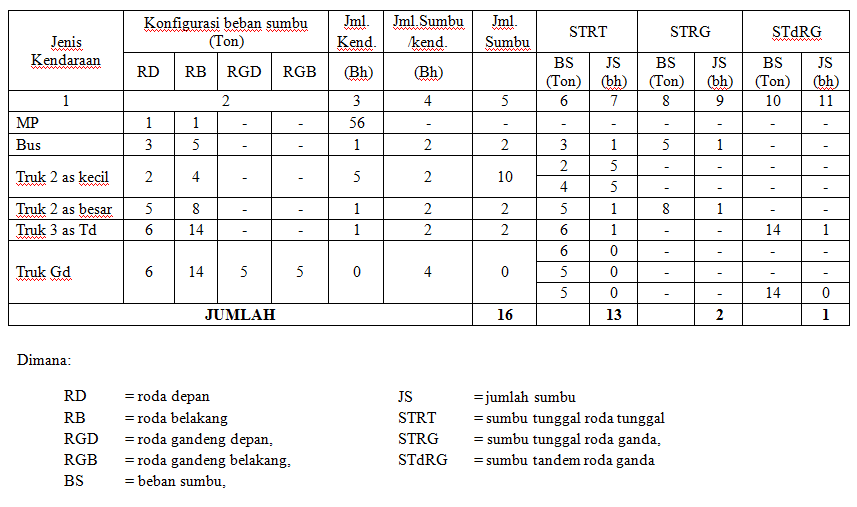 Jenis Kendaraan | Konfigurasi beban sumbu (Ton) | Jml. Kend. | Jml.Sumbu /kend. | Jml. Sumbu | STRT | STRG | STdRG
RD | RB | RGD | RGB | (Bh) | (Bh) | BS (Ton) | JS (bh) | BS (Ton) | JS (bh) | BS (Ton) | JS (bh)
1 | 2 | 3 | 4 | 5 | 6 | 7 | 8 | 9 | 10 | 11
MP | 1 | 1 | - | - | 56 | - | - | - | - | - | - | - | -
Bus | 3 | 5 | - | - | 1 | 2 | 2 | 3 | 1 | 5 | 1 | - | -
Truk 2 as kecil | 2 | 4 | - | - | 5 | 2 | 10 | 2 | 5 | - | - | - | -
4 | 5 | - | - | - | -
Truk 2 as besar | 5 | 8 | - | - | 1 | 2 | 2 | 5 | 1 | 8 | 1 | - | -
Truk 3 as Td | 6 | 14 | - | - | 1 | 2 | 2 | 6 | 1 | - | - | 14 | 1
Truk Gd | 6 | 14 | 5 | 5 | 0 | 4 | 0 | 6 | 0 | - | - | - | -
5 | 0 | - | - | - | -
5 | 0 | - | - | 14 | 0
JUMLAH | 16 | 13 | 2 | 1
Dimana:
RD = roda depan
RB = roda belakang
RGD = roda gandeng depan,
RGB = roda gandeng belakang,
BS = beban sumbu,
JS = jumlah sumbu
STRT = sumbu tunggal roda tunggal
STRG = sumbu tunggal roda ganda,
STdRG = sumbu tandem roda ganda